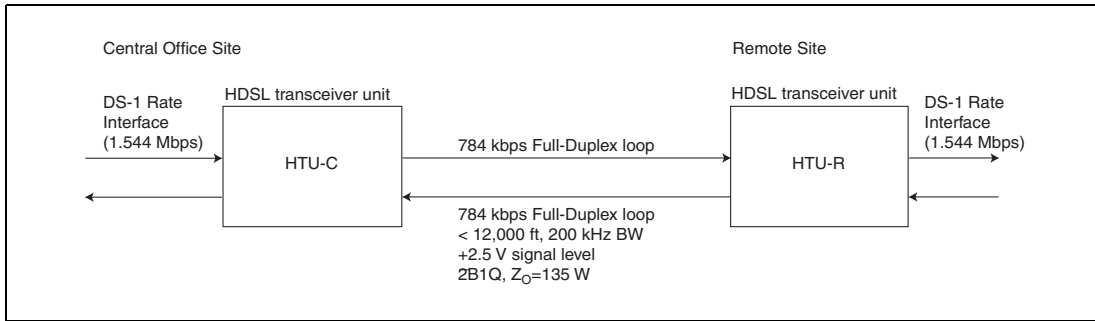 Central Office Site
Remote Site
HDSL transceiver unit
HDSL transceiver unit
DS-1 Rate
Interface
(1.544 Mbps)
DS-1 Rate
Interface
(1.544 Mbps)
HTU-C
784 kbps Full-Duplex loop
HTU-R
784 kbps Full-Duplex loop
< 12,000 ft, 200 kHz BW
+2.5 V signal level
2B1Q, ZO=135 W